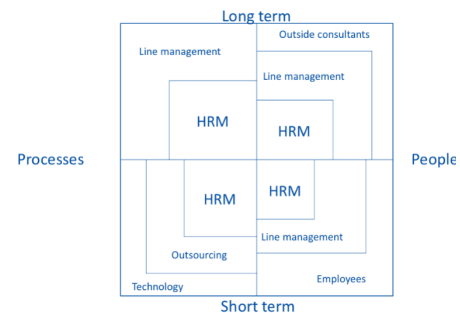 Long term
Outside consultants
Line management
Line management
HRM
HRM
Processes
People
HRM
HRM
Line management
Outsourcing
Employees
Technology
Short term